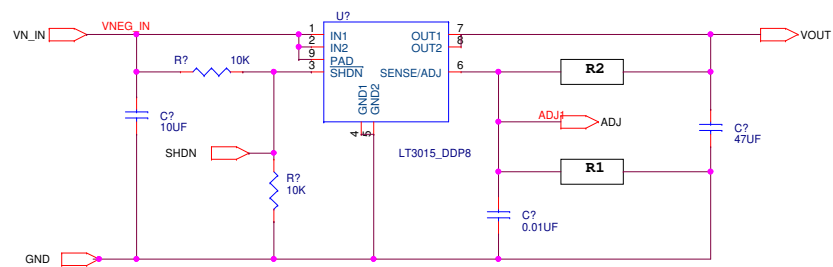 U?
VN_IN
VNEG_IN
1
IN1
OUT1
7
VOUT
2
IN2
OUT2
8
9
PAD
R?
10K
3
SHDN
SENSE/ADJ
6
R2
GND1
GND2
C?
10UF
ADJ1
ADJ
C?
47UF
4
5
LT3015_DDP8
SHDN
R?
10K
R1
C?
0.01UF
GND